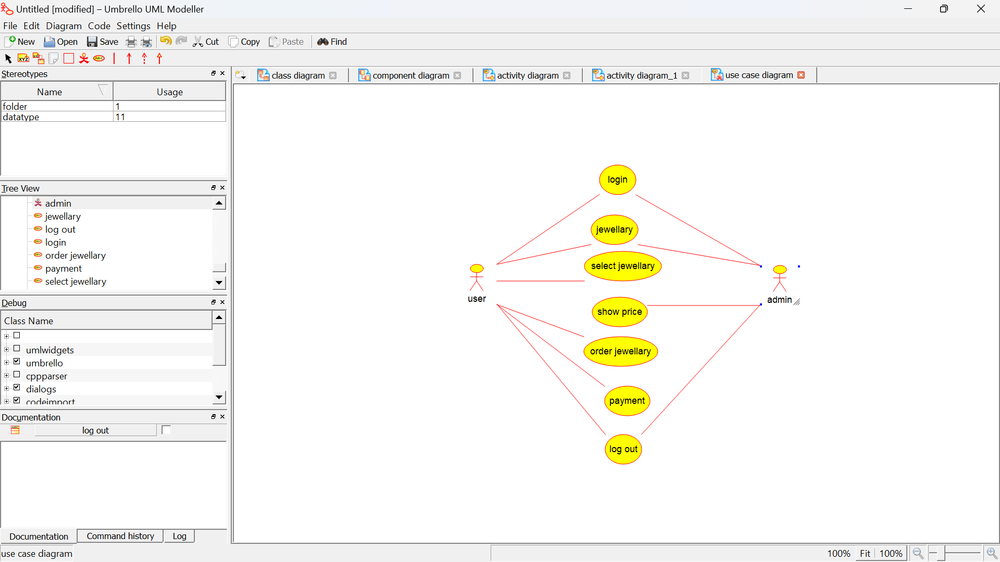 Untitled [modified] – Umbrello UML Modeller
File Edit Diagram Code Settings Help
New Open Save Cut Copy Paste Find
XYZ XYZ ABC
Stereotypes
Name Usage
folder 1
datatype 11
Tree View
admin
jewellary
log out
login
order jewellary
payment
select jewellary
Debug
Class Name
umlwidgets
umbrello
cppparser
dialogs
codeimport
Documentation
log out
Documentation Command history Log
use case diagram
class diagram component diagram activity diagram activity diagram_1 use case diagram
login
jewellary
select jewellary
user
admin
show price
order jewellary
payment
log out
100% Fit 100%